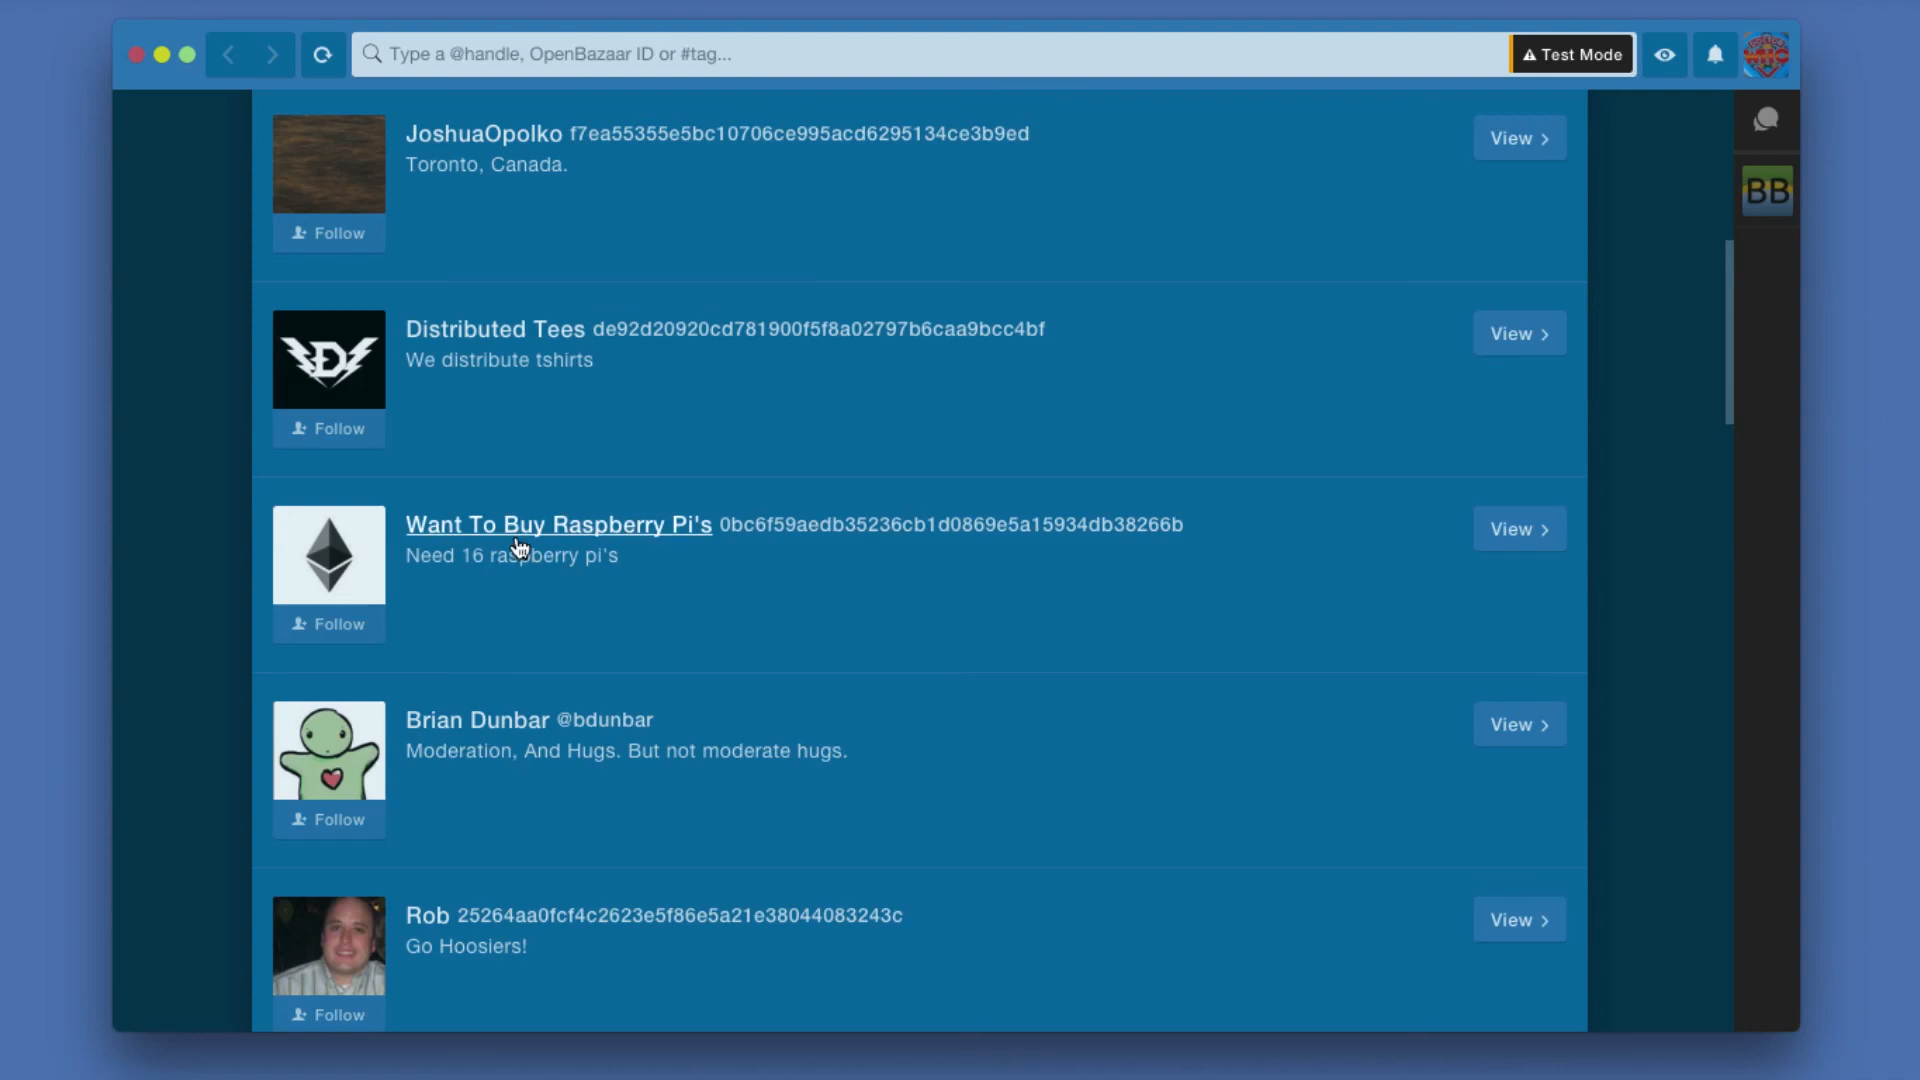 Type a @handle, OpenBazaar ID or #tag...
Test Mode
JoshuaOpolko f7ea55355e5bc10706ce995acd6295134ce3b9ed
View
Toronto, Canada.
BB
Follow
Distributed Tees de92d20920cd781900f5f8a02797b6caa9bcc4bf
View
We distribute tshirts
D
Follow
Want To Buy Raspberry Pi's 0bc6f59aedb35236cb1d0869e5a15934db38266b
View
Need 16 raspberry pi's
Follow
Brian Dunbar @bdunbar
View
Moderation, And Hugs. But not moderate hugs.
Follow
Rob 25264aa0fcf4c2623e5f86e5a21e38044083243c
View
Go Hoosiers!
Follow